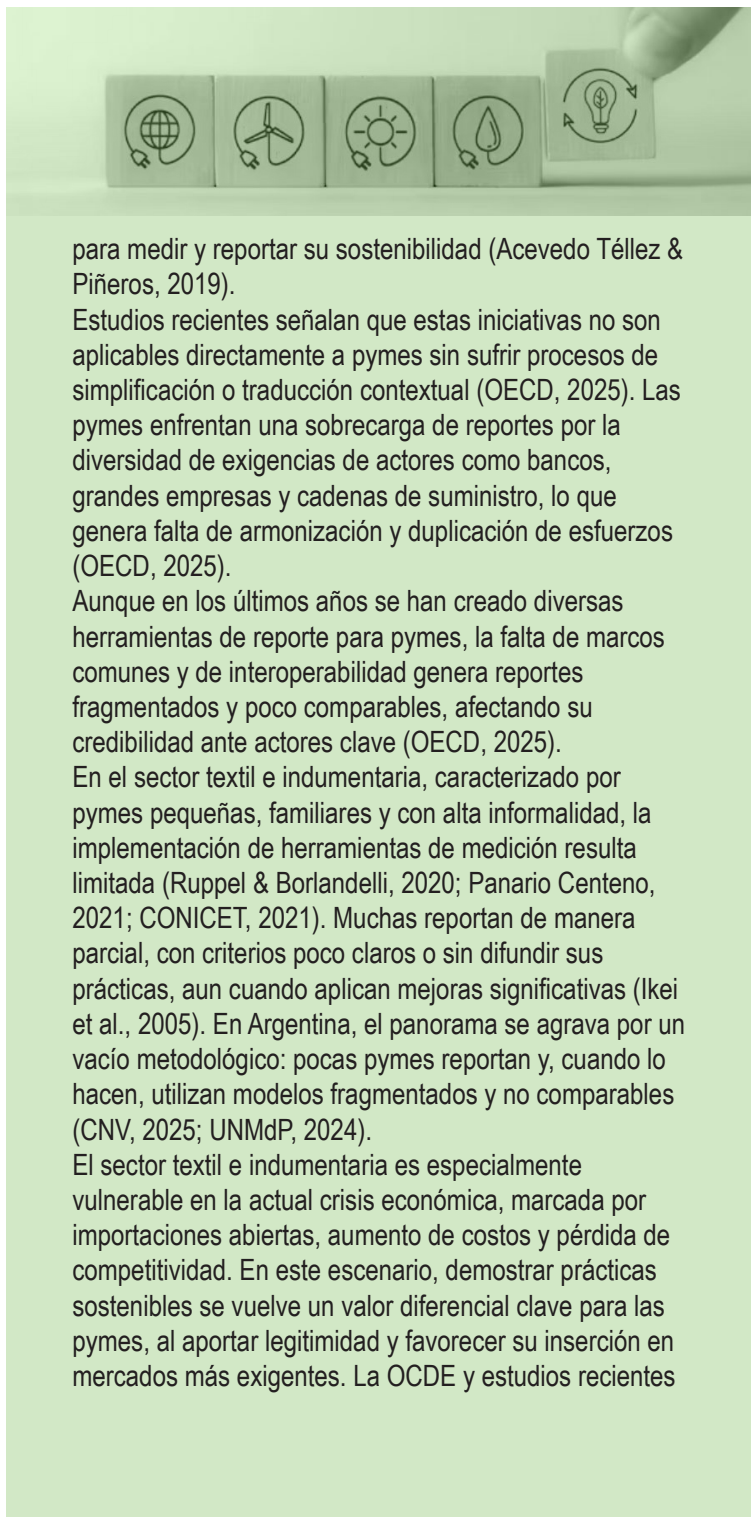 para medir y reportar su sostenibilidad (Acevedo Téllez &
Piñeros, 2019).
Estudios recientes señalan que estas iniciativas no son
aplicables directamente a pymes sin sufrir procesos de
simplificación o traducción contextual (OECD, 2025). Las
pymes enfrentan una sobrecarga de reportes por la
diversidad de exigencias de actores como bancos,
grandes empresas y cadenas de suministro, lo que
genera falta de armonización y duplicación de esfuerzos
(OECD, 2025).
Aunque en los últimos años se han creado diversas
herramientas de reporte para pymes, la falta de marcos
comunes y de interoperabilidad genera reportes
fragmentados y poco comparables, afectando su
credibilidad ante actores clave (OECD, 2025).
En el sector textil e indumentaria, caracterizado por
pymes pequeñas, familiares y con alta informalidad, la
implementación de herramientas de medición resulta
limitada (Ruppel & Borlandelli, 2020; Panario Centeno,
2021; CONICET, 2021). Muchas reportan de manera
parcial, con criterios poco claros o sin difundir sus
prácticas, aun cuando aplican mejoras significativas (Ikei
et al., 2005). En Argentina, el panorama se agrava por un
vacío metodológico: pocas pymes reportan y, cuando lo
hacen, utilizan modelos fragmentados y no comparables
(CNV, 2025; UNMdP, 2024).
El sector textil e indumentaria es especialmente
vulnerable en la actual crisis económica, marcada por
importaciones abiertas, aumento de costos y pérdida de
competitividad. En este escenario, demostrar prácticas
sostenibles se vuelve un valor diferencial clave para las
pymes, al aportar legitimidad y favorecer su inserción en
mercados más exigentes. La OCDE y estudios recientes